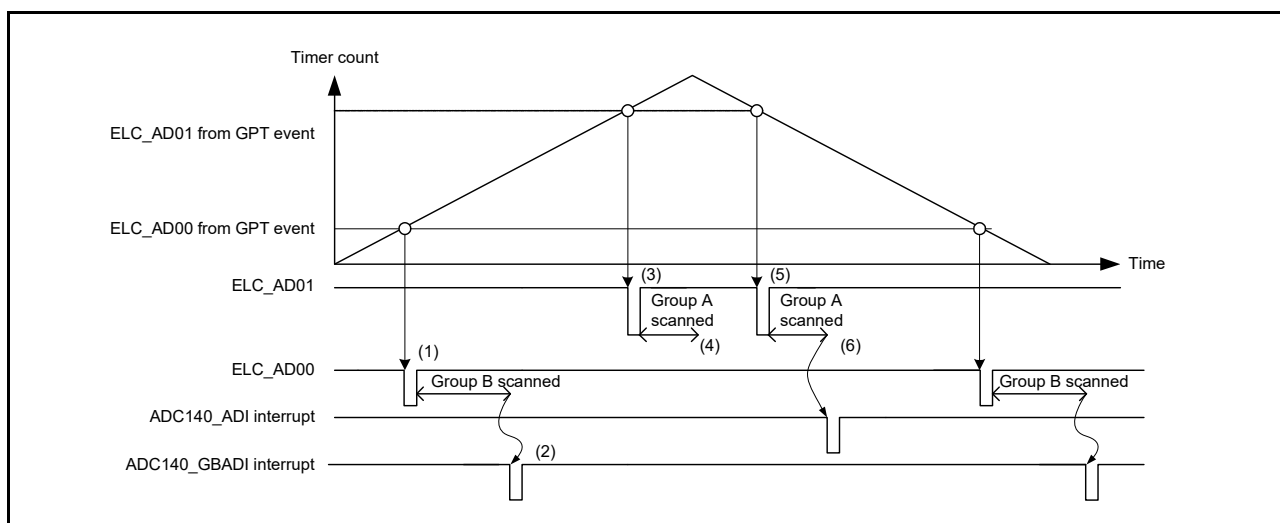 Timer count
ELC_AD01 from GPT event
ELC_AD00 from GPT event
Time
ELC_AD01
(3)
(5)
Group A
scanned
Group A
scanned
(4)
(6)
ELC_AD00
(1)
Group B scanned
Group B scanned
ADC140_ADI interrupt
ADC140_GBADI interrupt
(2)